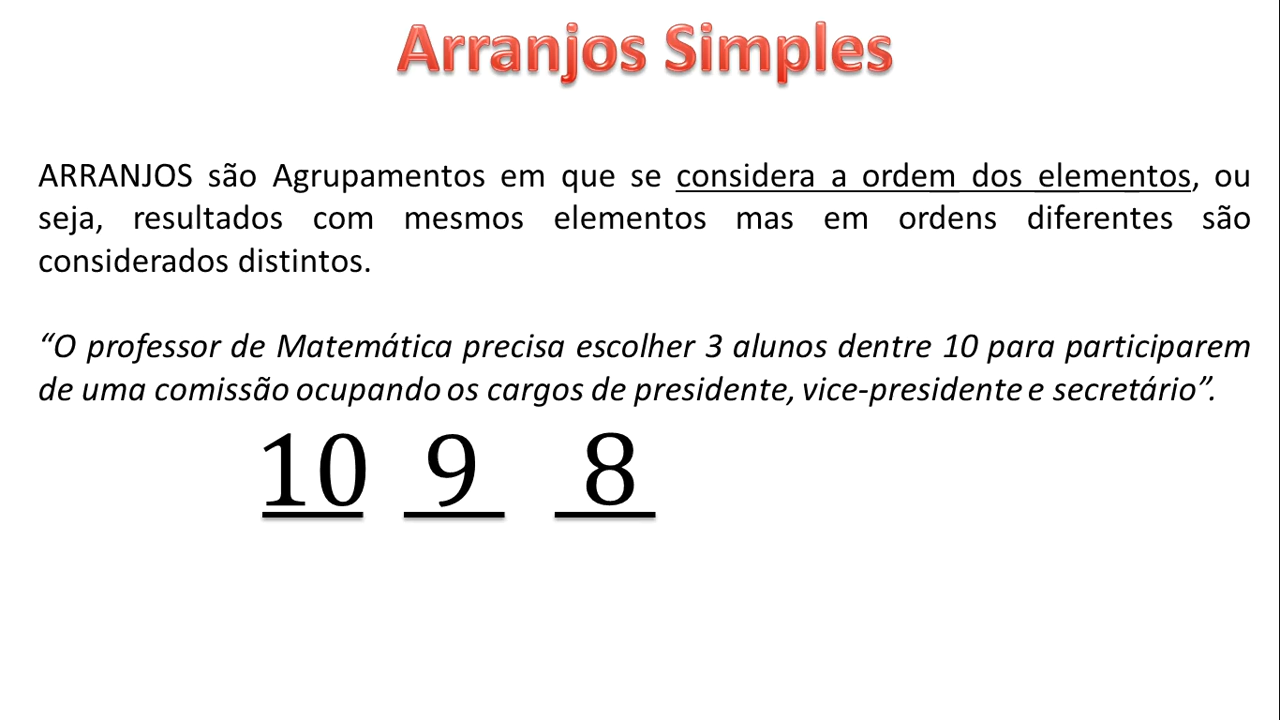 Arranjos Simples
ARRANJOS são Agrupamentos em que se considera a ordem dos elementos, ou
seja, resultados com mesmos elementos mas em ordens diferentes são
considerados distintos.
“O professor de Matemática precisa escolher 3 alunos dentre 10 para participarem
de uma comissão ocupando os cargos de presidente, vice-presidente e secretário”.
10 9 8